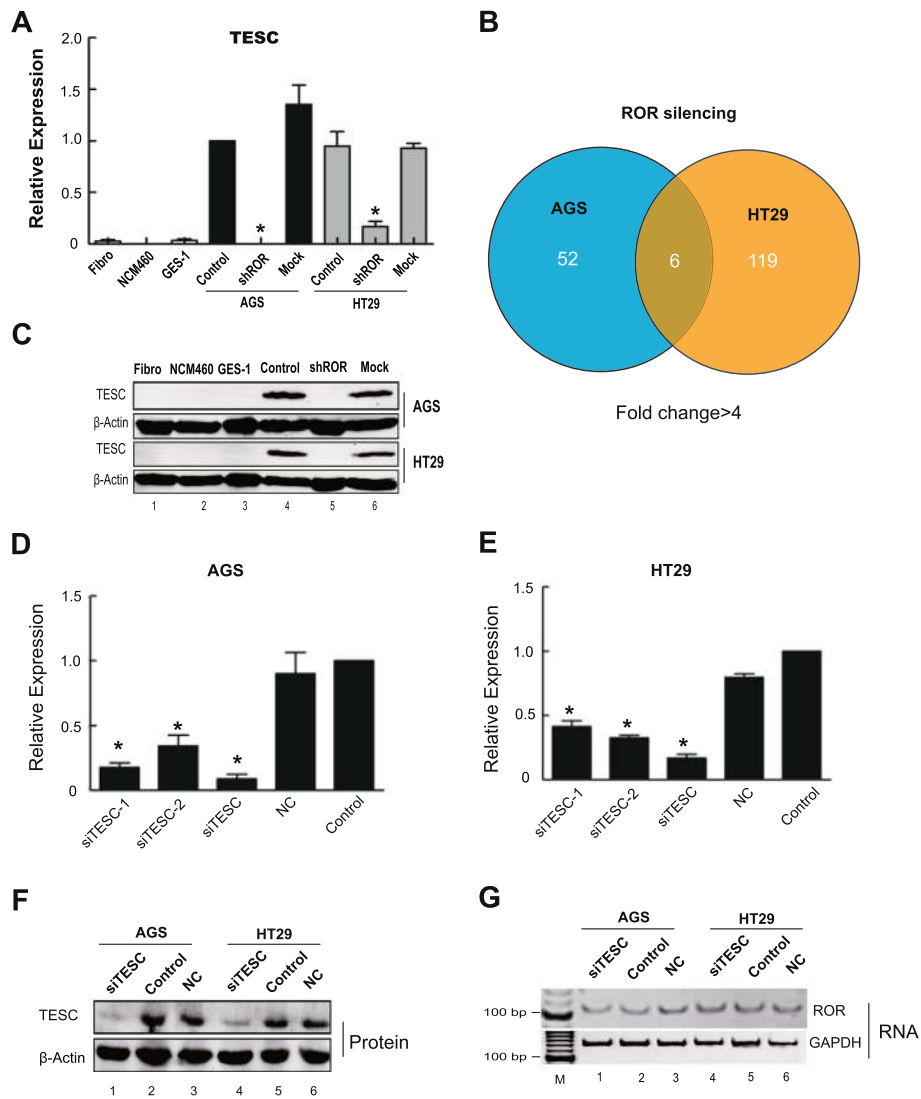 A
TESC
Relative Expression
2.0
1.5
1.0
0.5
0
*
*
Fibro
NCM460
GES-1
Control
shROR
Mock
Control
shROR
Mock
AGS
HT29
B
ROR silencing
AGS
HT29
52
6
119
Fold change>4
C
Fibro NCM460 GES-1 Control shROR Mock
TESC
β-Actin
AGS
TESC
β-Actin
HT29
1 2 3 4 5 6
D
AGS
Relative Expression
1.5
1.0
0.5
0
*
*
*
siTESC-1
siTESC-2
siTESC
NC
Control
E
HT29
Relative Expression
1.5
1.0
0.5
0
*
*
*
siTESC-1
siTESC-2
siTESC
NC
Control
F
AGS HT29
siTESC Control NC siTESC Control NC
TESC
β-Actin
Protein
1 2 3 4 5 6
G
AGS HT29
siTESC Control NC siTESC Control NC
100 bp
ROR
GAPDH
100 bp
RNA
M 1 2 3 4 5 6